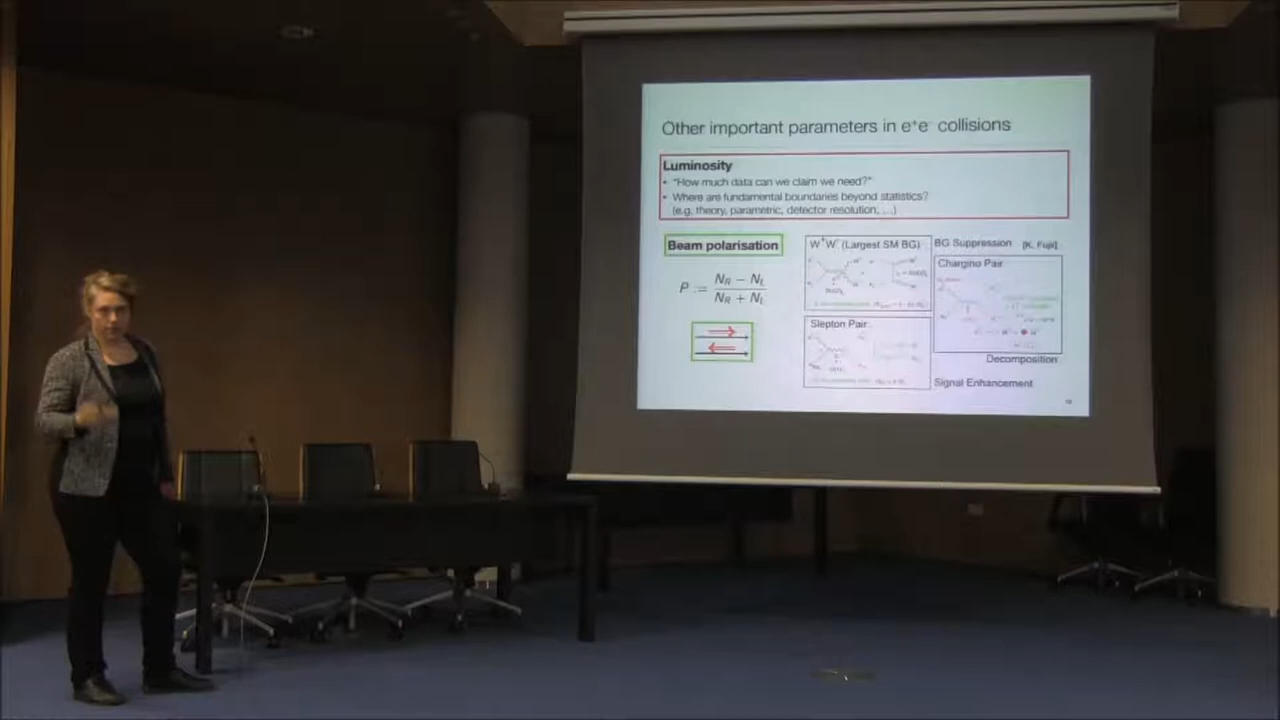 Other important parameters in e⁺e⁻ collisions
Luminosity
• "How much data can we claim we need?"
• Where are fundamental boundaries beyond statistics?
(e.g. theory, parametric, detector resolution, ...)
Beam polarisation
P := N_R − N_L / N_R + N_L
W⁺W⁻ (Largest SM BG)
Slepton Pair
BG Suppression [K. Fujii]
Chargino Pair
Decomposition
Signal Enhancement